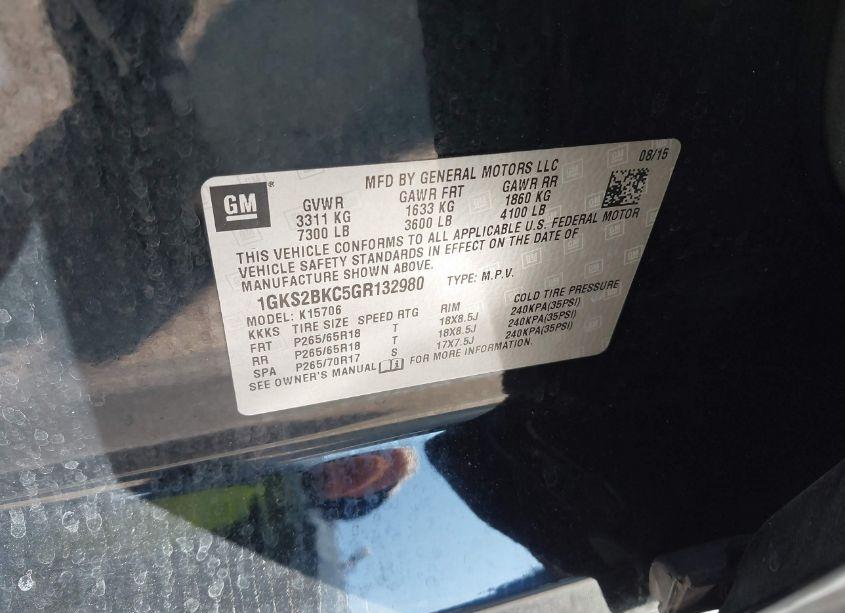 GM®
MFD BY GENERAL MOTORS LLC
08/15
GVWR GAWR FRT GAWR RR
3311 KG 1633 KG 1860 KG
7300 LB 3600 LB 4100 LB
THIS VEHICLE CONFORMS TO ALL APPLICABLE U.S. FEDERAL MOTOR
VEHICLE SAFETY STANDARDS IN EFFECT ON THE DATE OF
MANUFACTURE SHOWN ABOVE.
1GKS2BKC5GR132980 TYPE: M.P.V.
MODEL: K15706
KKKS TIRE SIZE SPEED RTG RIM COLD TIRE PRESSURE
FRT P265/65R18 T 18X8.5J 240KPA(35PSI)
RR P265/65R18 T 18X8.5J 240KPA(35PSI)
SPA P265/70R17 S 17X7.5J 240KPA(35PSI)
SEE OWNER'S MANUAL FOR MORE INFORMATION.